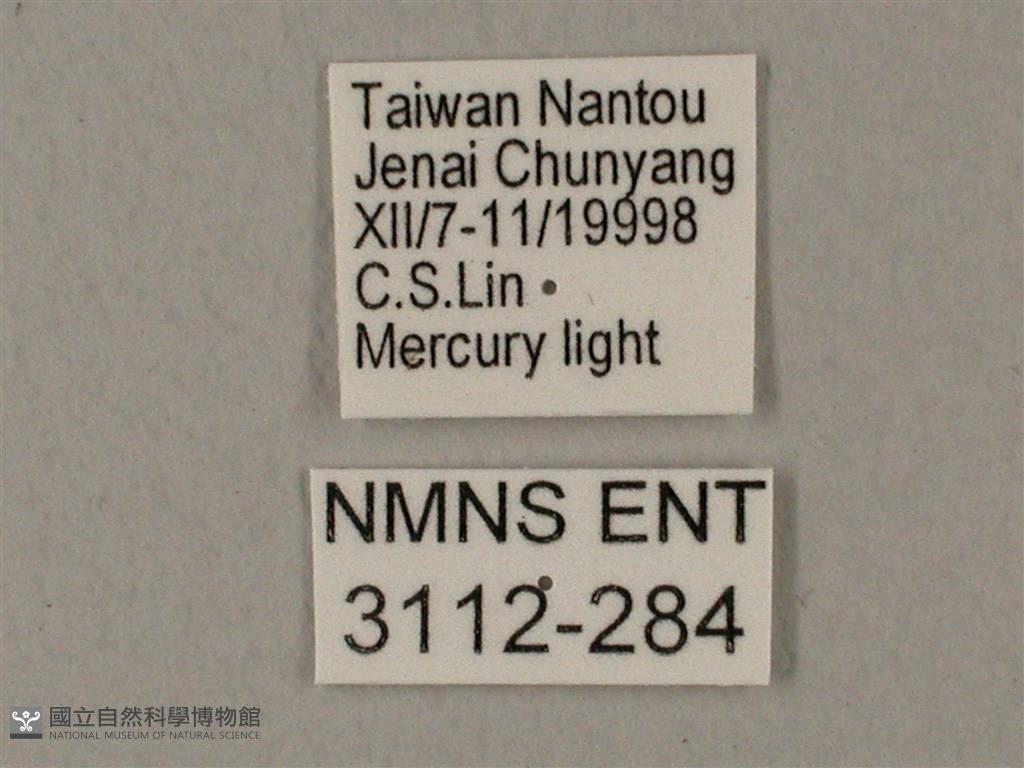 Taiwan Nantou
Jenai Chunyang
XII/7-11/19998
C.S.Lin
Mercury light
NMNS ENT
3112-284
國立自然科學博物館
NATIONAL MUSEUM OF NATURAL SCIENCE